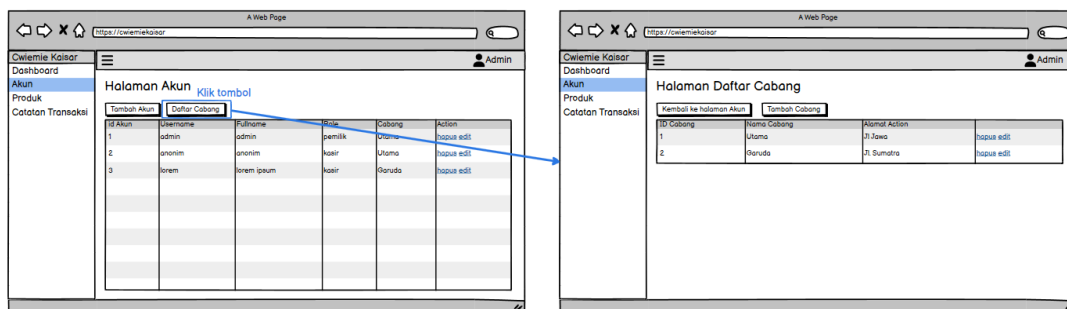 A Web Page
https://cwiemiekaisar
Cwiemie Kaisar
Admin
Dashboard
Akun
Produk
Catatan Transaksi
Halaman Akun
Klik tombol
Tambah Akun
Daftar Cabang
id Akun Username Fullname Role Cabang Action
1 admin admin pemilik Utama hapus edit
2 anonim anonim kasir Utama hapus edit
3 lorem lorem ipsum kasir Garuda hapus edit
A Web Page
https://cwiemiekaisar
Cwiemie Kaisar
Admin
Dashboard
Akun
Produk
Catatan Transaksi
Halaman Daftar Cabang
Kembali ke halaman Akun
Tambah Cabang
ID Cabang Nama Cabang Alamat Action
1 Utama Jl Jawa hapus edit
2 Garuda Jl. Sumatra hapus edit